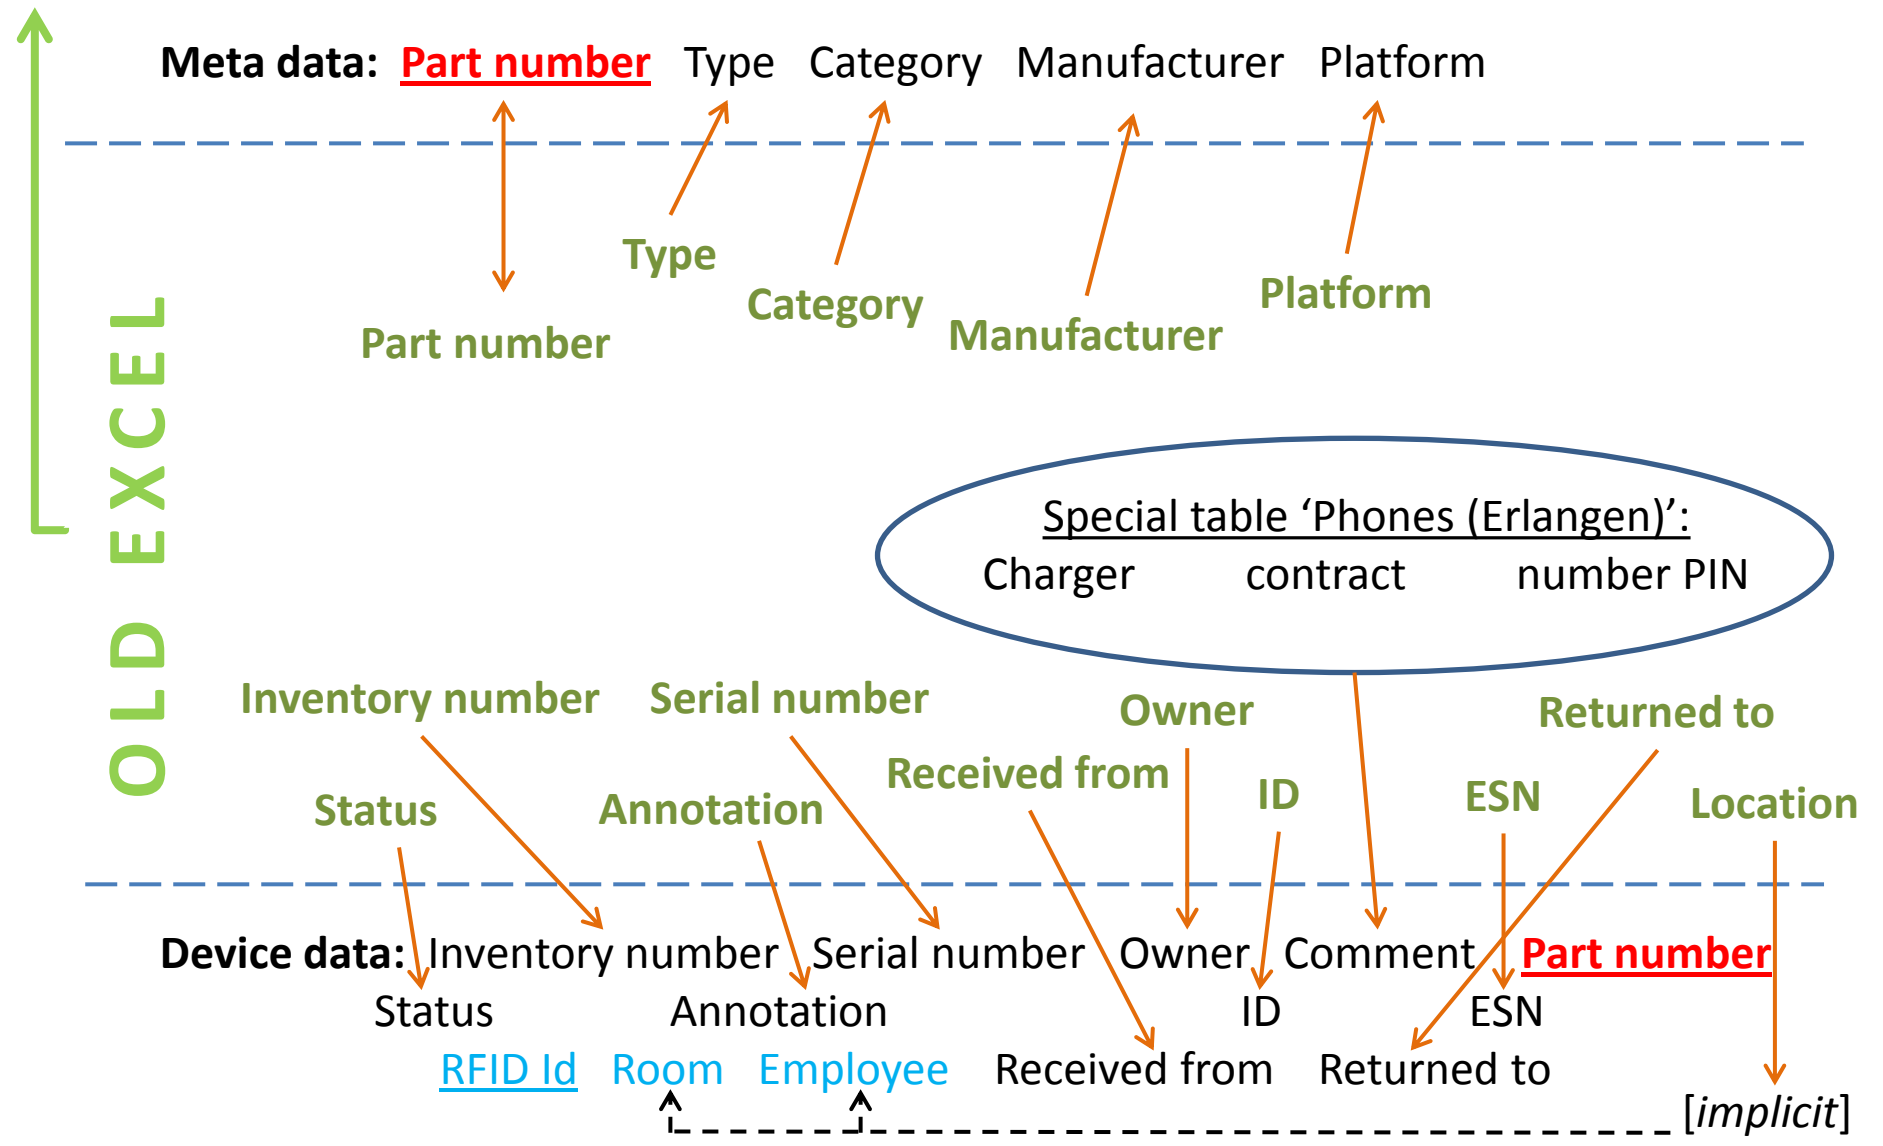 Meta data: Part number Type Category Manufacturer Platform
Type
Category
Platform
Manufacturer
Part number
OLD EXCEL
Special table ‘Phones (Erlangen)’:
Charger contract number PIN
Inventory number Serial number Owner Returned to
Received from
Status Annotation ID ESN Location
Device data: Inventory number Serial number Owner Comment Part number
Status Annotation ID ESN
RFID Id Room Employee Received from Returned to
[implicit]